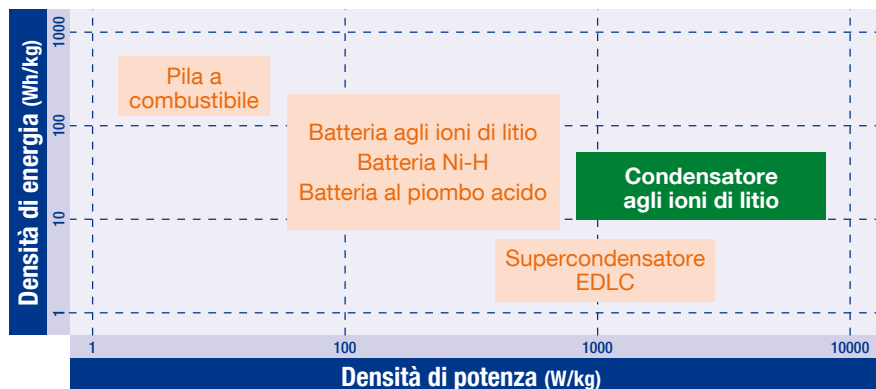 Densità di energia (Wh/kg)
1000
100
10
1
Pila a
combustibile
Batteria agli ioni di litio
Batteria Ni-H
Batteria al piombo acido
Condensatore
agli ioni di litio
Supercondensatore
EDLC
1
100
1000
10000
Densità di potenza (W/kg)